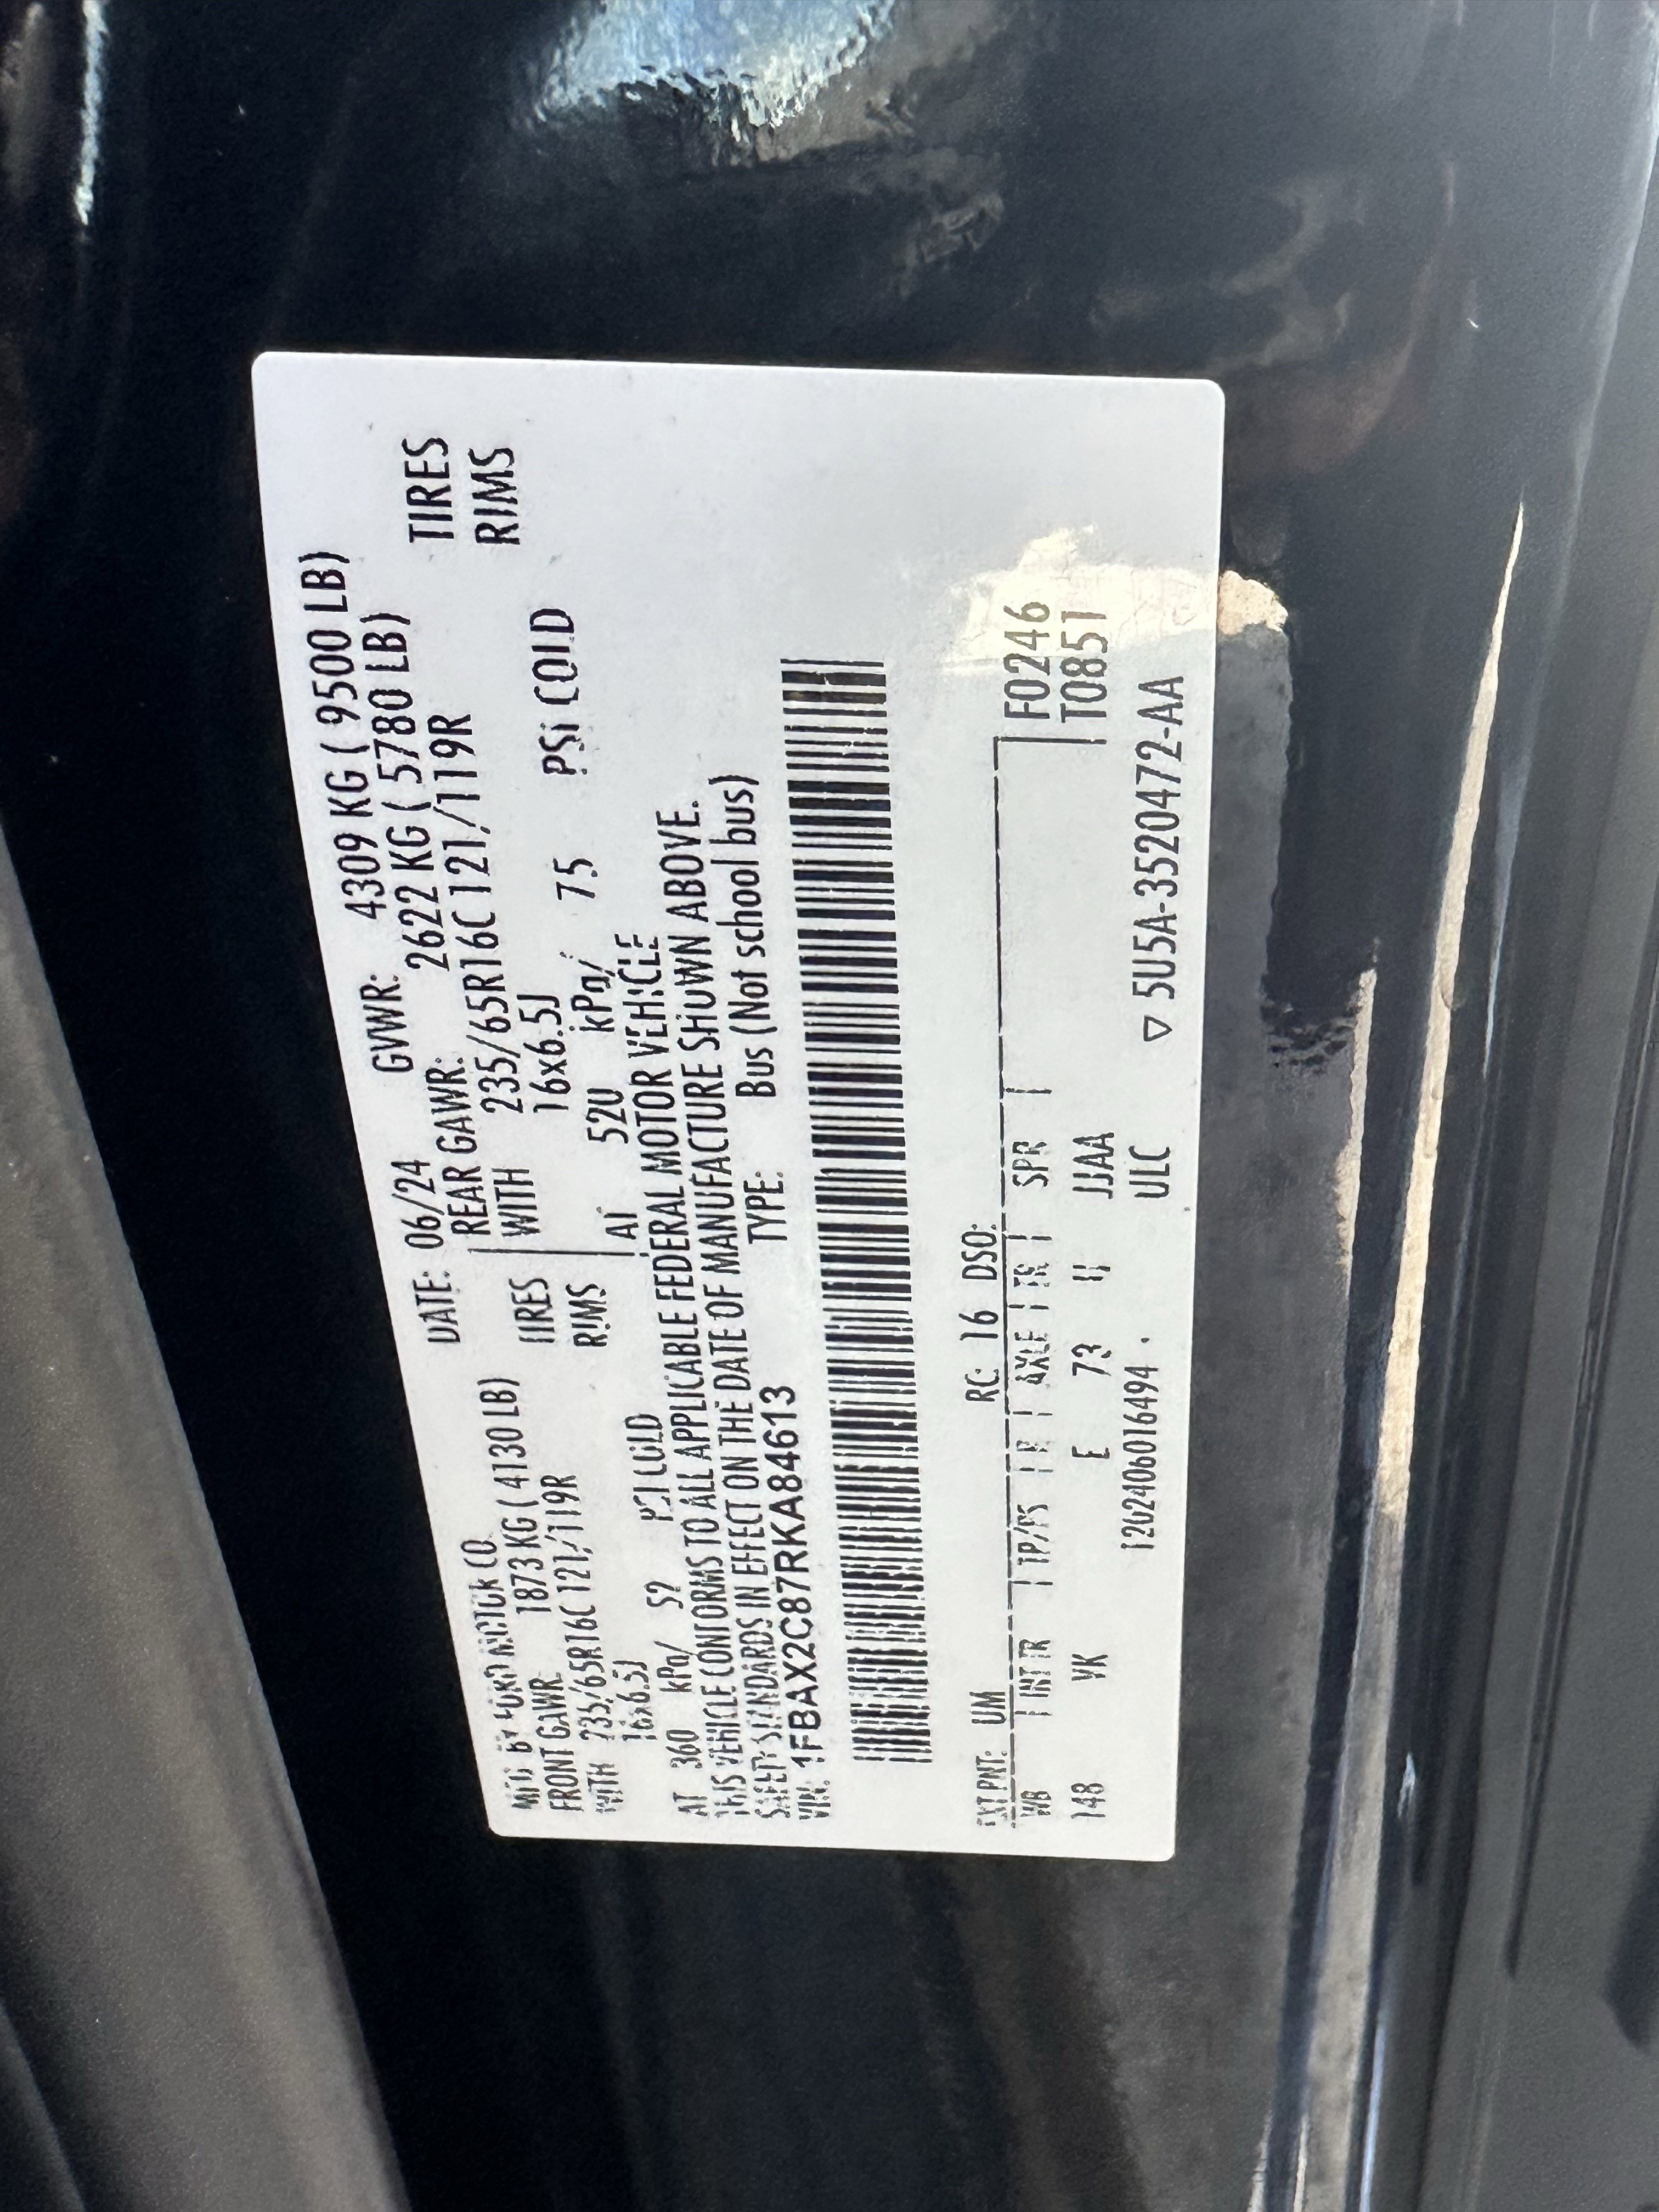 MFD. BY FORD MOTOR CO. DATE: 06/24 GVWR: 4309 KG ( 9500 LB)
FRONT GAWR: 1873 KG ( 4130 LB) REAR GAWR: 2622 KG ( 5780 LB)
WITH 235/65R16C 121/119R TIRES WITH 235/65R16C 121/119R TIRES
16x6.5J RIMS 16x6.5J RIMS
AT 360 kPa/ 52 PSI COLD AT 520 kPa/ 75 PSI COLD
THIS VEHICLE CONFORMS TO ALL APPLICABLE FEDERAL MOTOR VEHICLE
SAFETY STANDARDS IN EFFECT ON THE DATE OF MANUFACTURE SHOWN ABOVE.
VIN: 1FBAX2C87RKA84613 TYPE: Bus (Not school bus)
EXT PNT: UM RC: 16 DSO: F0246
WB INT TR TP/PS R AXLE TR SPR T0851
148 VK E 73 JJAA
1202406016494 ULC ▽ 5U5A-3520472-AA